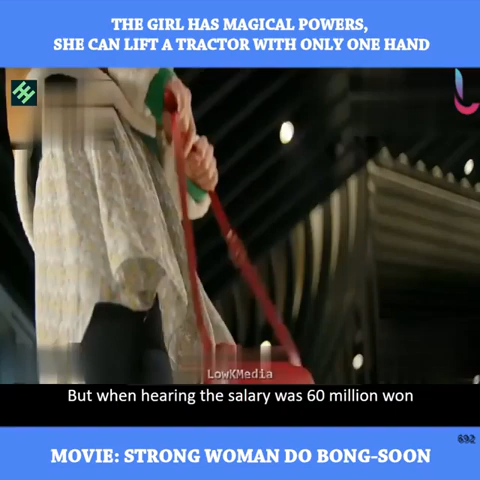 THE GIRL HAS MAGICAL POWERS,
SHE CAN LIFT A TRACTOR WITH ONLY ONE HAND
LowKMedia
But when hearing the salary was 60 million won
692
MOVIE: STRONG WOMAN DO BONG-SOON